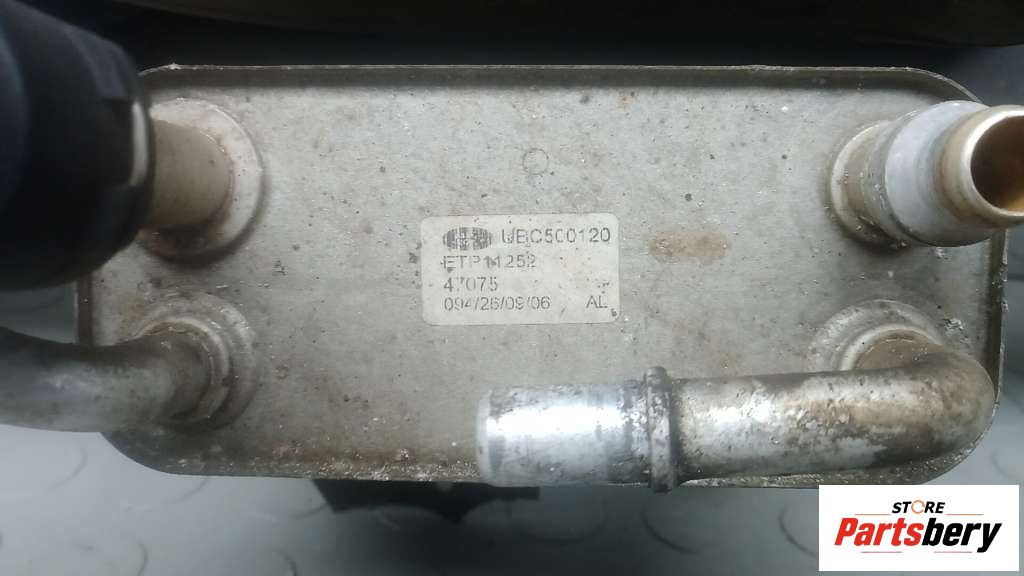 UBC500120
ETP11252
47075
094/26/09/06 AL
STORE
Partsbery